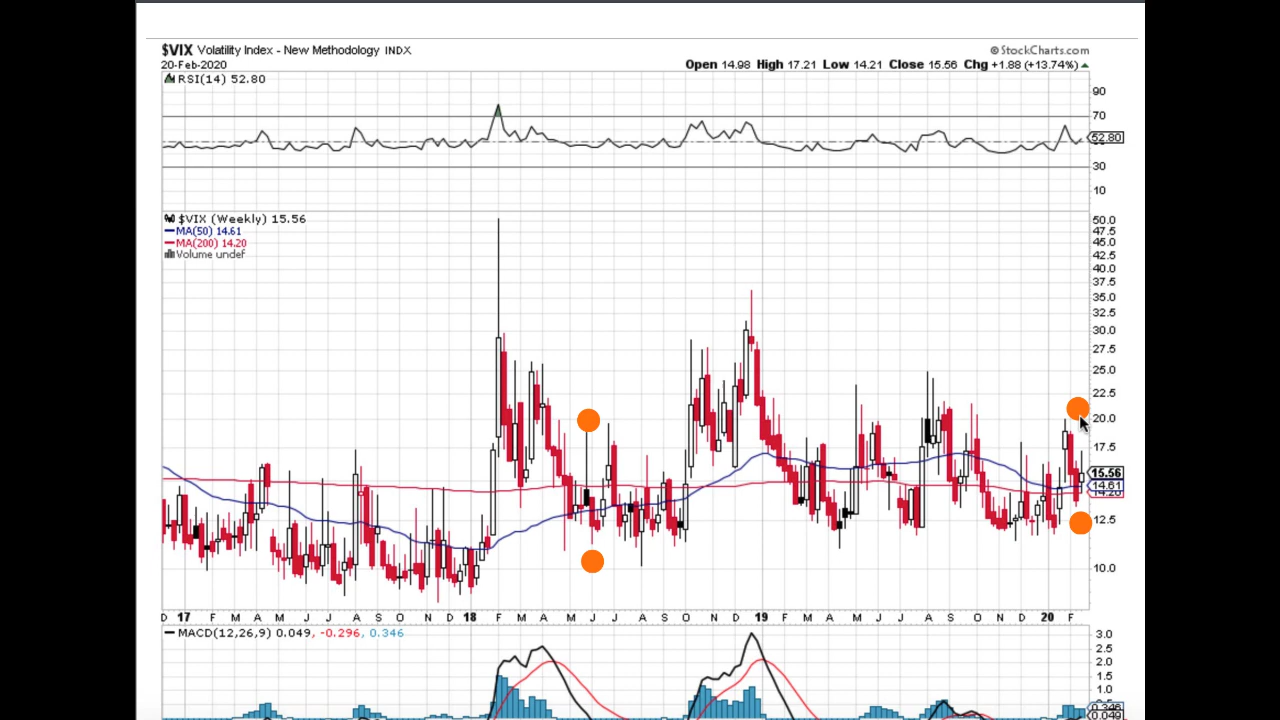 $VIX Volatility Index - New Methodology INDX
© StockCharts.com
20-Feb-2020
Open 14.98 High 17.21 Low 14.21 Close 15.56 Chg +1.88 (+13.74%)
RSI(14) 52.80
90
70
52.80
30
10
$VIX (Weekly) 15.56
MA(50) 14.61
MA(200) 14.20
Volume undef
50.0
47.5
45.0
42.5
40.0
37.5
35.0
32.5
30.0
27.5
25.0
22.5
20.0
17.5
15.56
14.61
14.20
12.5
10.0
D 17 F M A M J J A S O N D 18 F M A M J J A S O N D 19 F M A M J J A S O N D 20 F
MACD(12,26,9) 0.049, -0.296, 0.346
3.0
2.5
2.0
1.5
1.0
0.346
0.049